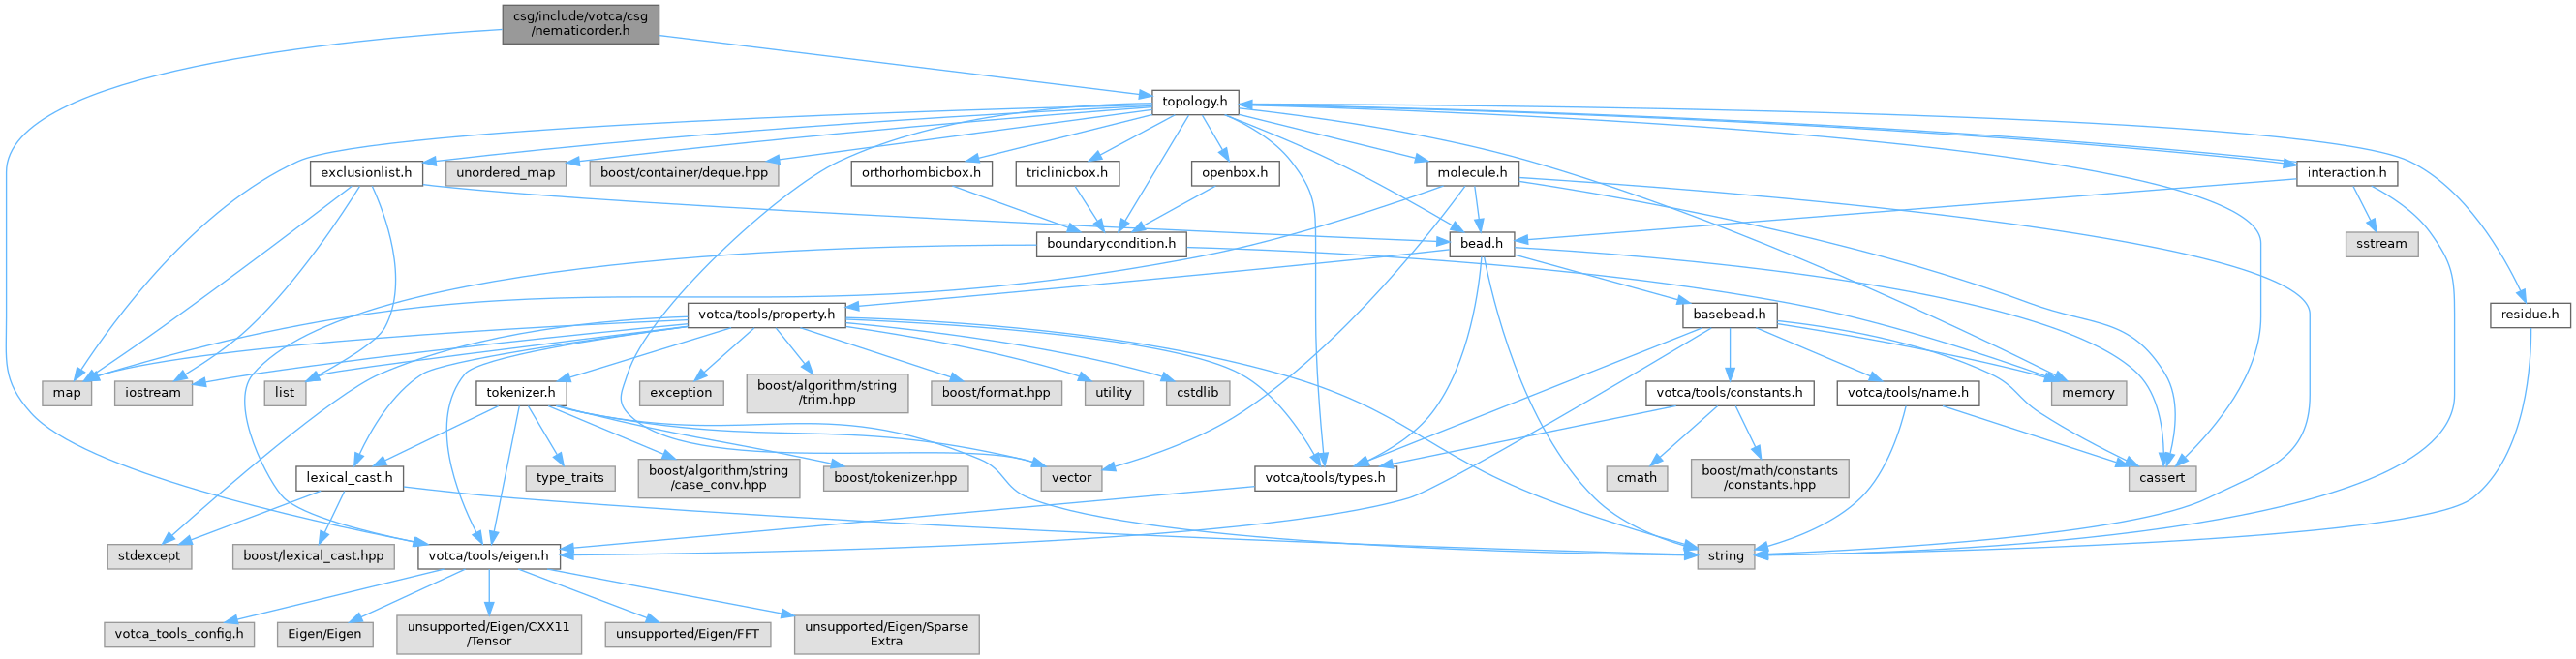 csg/include/votca/csg
/nematicorder.h
topology.h
exclusionlist.h
unordered_map
boost/container/deque.hpp
orthorhombicbox.h
triclinicbox.h
openbox.h
molecule.h
interaction.h
boundarycondition.h
bead.h
sstream
votca/tools/property.h
basebead.h
residue.h
map
iostream
list
tokenizer.h
exception
boost/algorithm/string
/trim.hpp
boost/format.hpp
utility
cstdlib
votca/tools/constants.h
votca/tools/name.h
memory
lexical_cast.h
type_traits
boost/algorithm/string
/case_conv.hpp
boost/tokenizer.hpp
vector
votca/tools/types.h
cmath
boost/math/constants
/constants.hpp
cassert
stdexcept
boost/lexical_cast.hpp
votca/tools/eigen.h
string
votca_tools_config.h
Eigen/Eigen
unsupported/Eigen/CXX11
/Tensor
unsupported/Eigen/FFT
unsupported/Eigen/Sparse
Extra